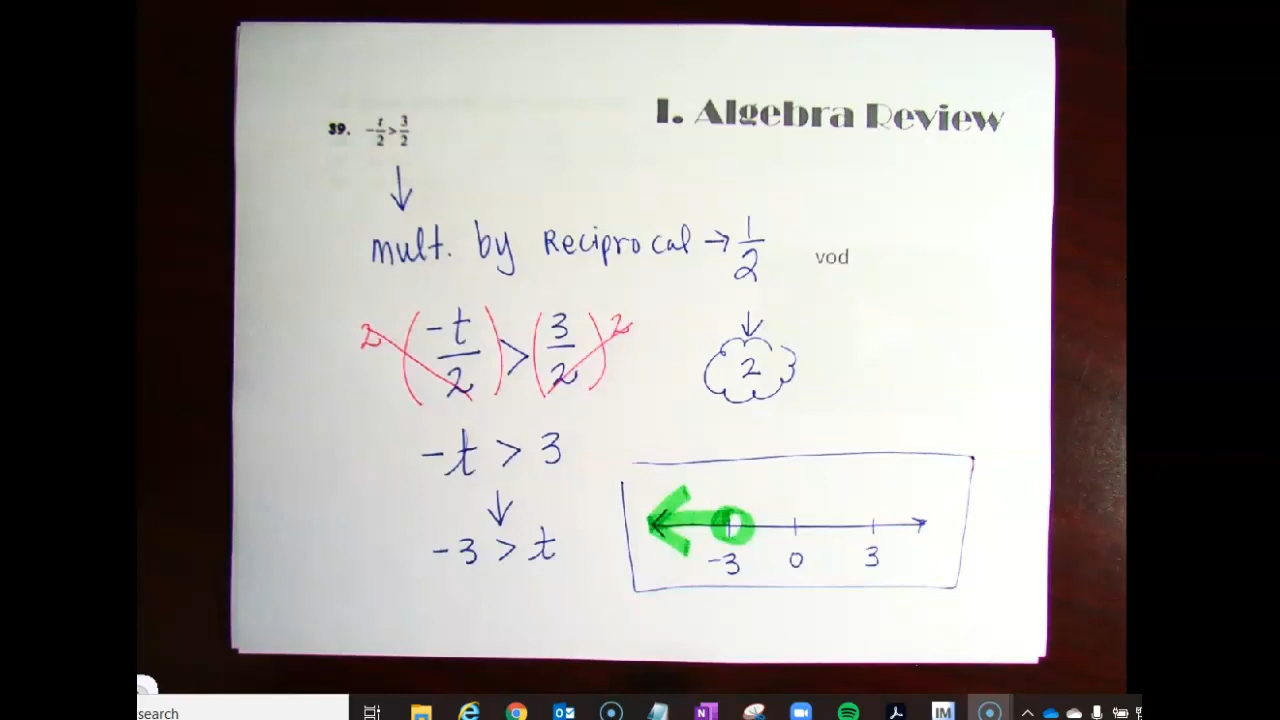 I. Algebra Review
39. -t/2 > 3/2
mult. by Reciprocal → 1/2
vod
2 (-t/2) > (3/2) 2
2
-t > 3
-3 > t
-3 0 3
search